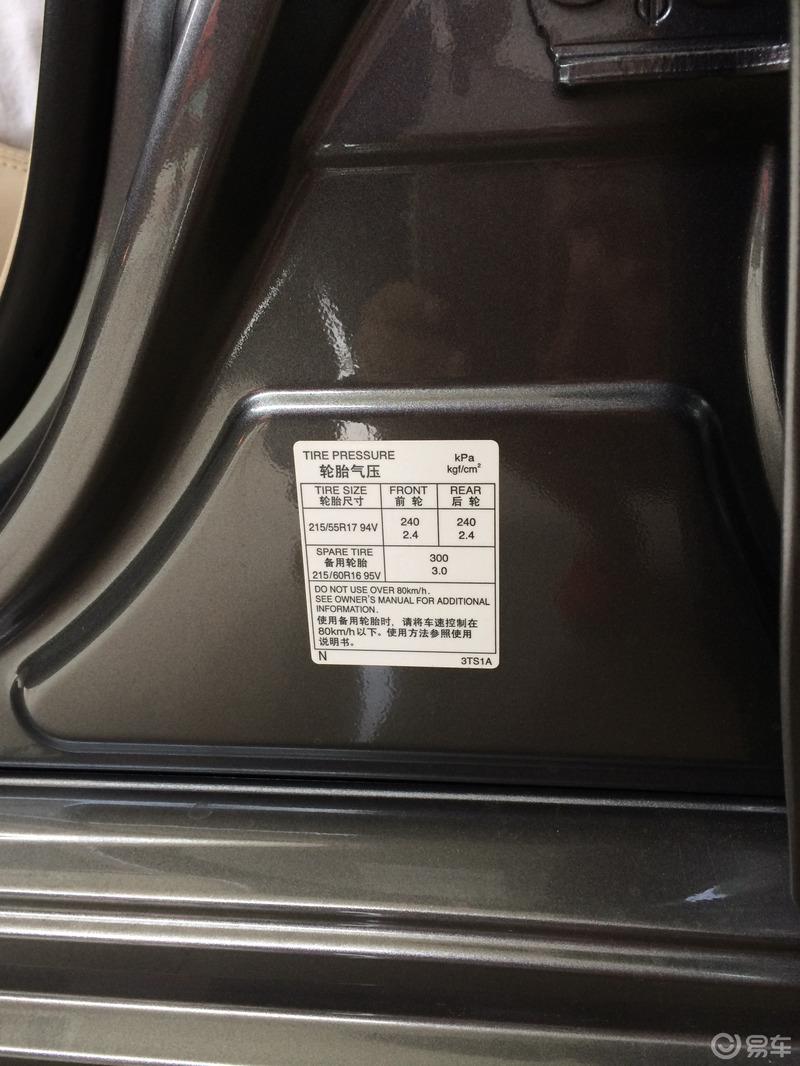 TIRE PRESSURE
轮胎气压
kPa
kgf/cm²
TIRE SIZE
轮胎尺寸
FRONT
前 轮
REAR
后 轮
215/55R17 94V
240
2.4
240
2.4
SPARE TIRE
备用轮胎
215/60R16 95V
300
3.0
DO NOT USE OVER 80km/h.
SEE OWNER'S MANUAL FOR ADDITIONAL
INFORMATION.
使用备用轮胎时，请将车速控制在
80km/h以下。使用方法参照使用
说明书。
N
3TS1A
易车